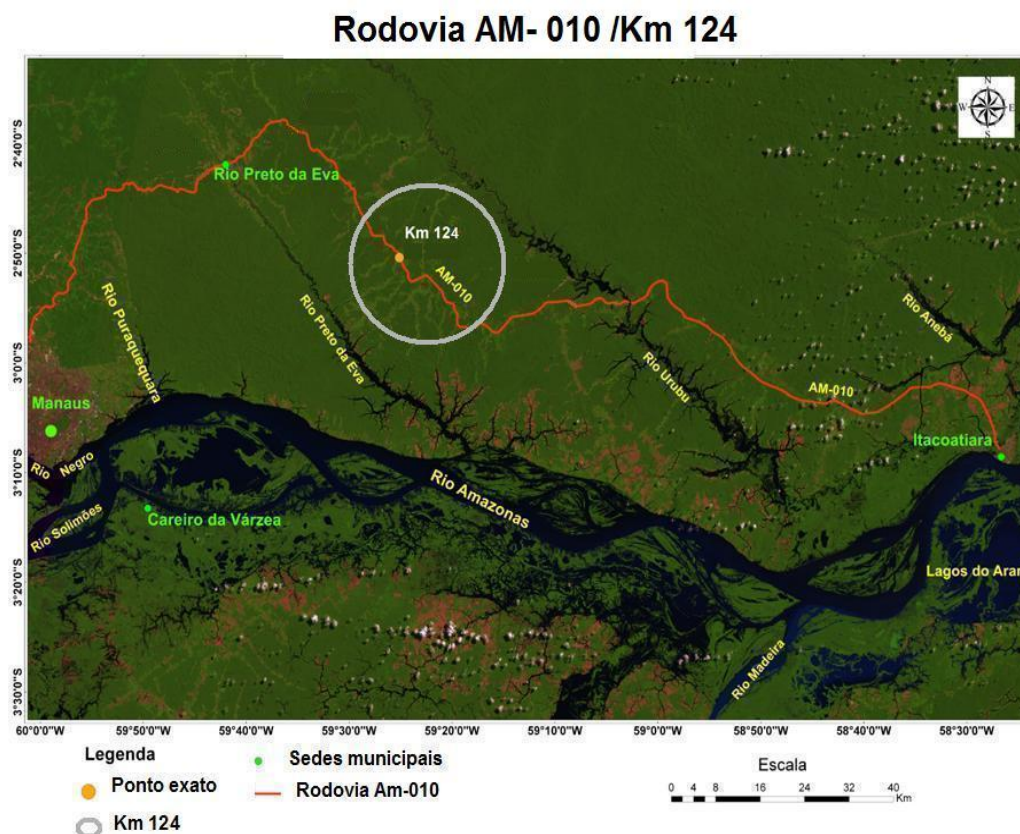 Rodovia AM- 010 /Km 124
N
W E
S
2°40'0"S
2°50'0"S
3°0'0"S
3°10'0"S
3°20'0"S
3°30'0"S
Rio Preto da Eva
Km 124
AM-010
Rio Puraquequara
Rio Preto da Eva
Rio Urubu
Rio Anebá
AM-010
Manaus
Itacoatiara
Rio Negro
Rio Amazonas
Rio Solimões
Careiro da Várzea
Lagos do Arar
Rio Madeira
60°0'0"W
59°50'0"W
59°40'0"W
59°30'0"W
59°20'0"W
59°10'0"W
59°0'0"W
58°50'0"W
58°40'0"W
58°30'0"W
Legenda
Ponto exato
Km 124
Sedes municipais
Rodovia Am-010
Escala
0 4 8 16 24 32 40
Km